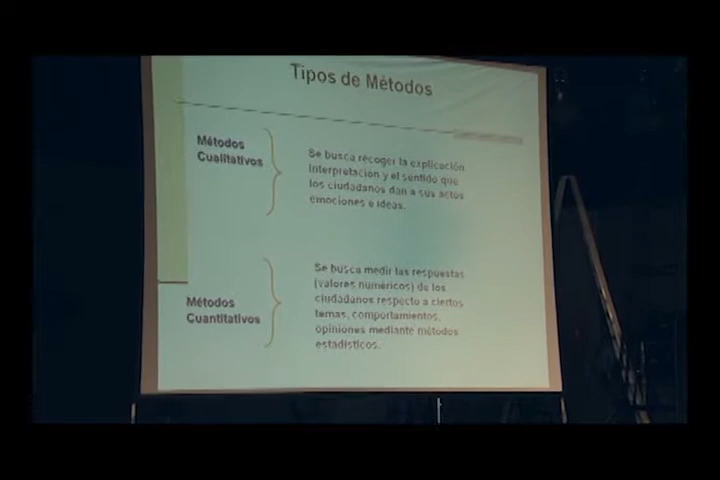 Tipos de Métodos
Métodos
Cualitativos
Se busca recoger la explicación
interpretación y el sentido que
los ciudadanos dan a sus actos
emociones e ideas.
Métodos
Cuantitativos
Se busca medir las respuestas
(valores numéricos) de los
ciudadanos respecto a ciertos
temas, comportamientos,
opiniones mediante métodos
estadísticos.